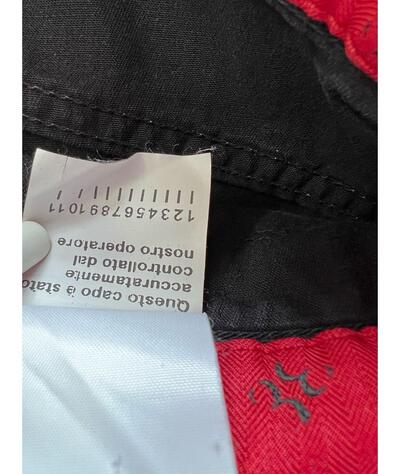 Questo capo à stato
accuratamente
controllato dal
nostro operatore
1234567891011